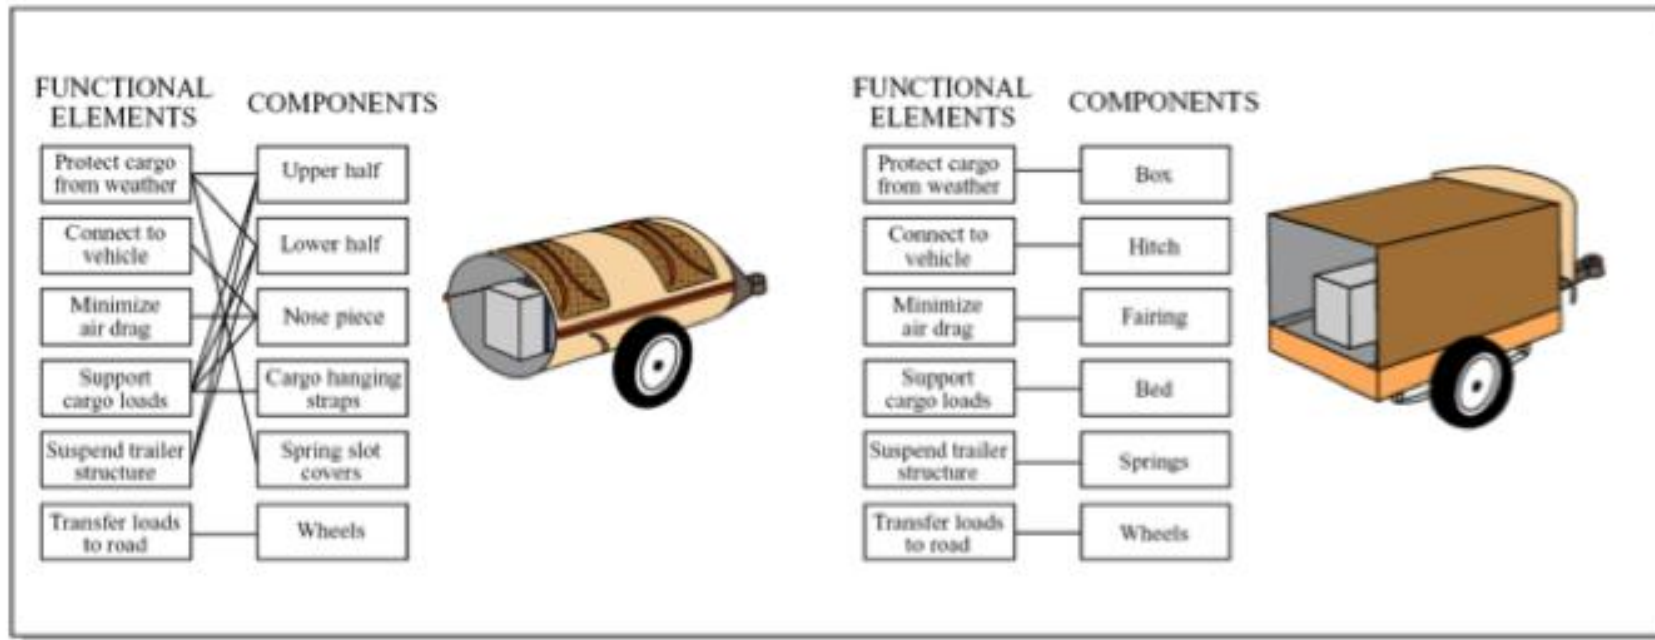 FUNCTIONAL
ELEMENTS
COMPONENTS
Protect cargo
from weather
Upper half
Connect to
vehicle
Lower half
Minimize
air drag
Nose piece
Support
cargo loads
Cargo hanging
straps
Suspend trailer
structure
Spring slot
covers
Transfer loads
to road
Wheels
FUNCTIONAL
ELEMENTS
COMPONENTS
Protect cargo
from weather
Box
Connect to
vehicle
Hitch
Minimize
air drag
Fairing
Support
cargo loads
Bed
Suspend trailer
structure
Springs
Transfer loads
to road
Wheels